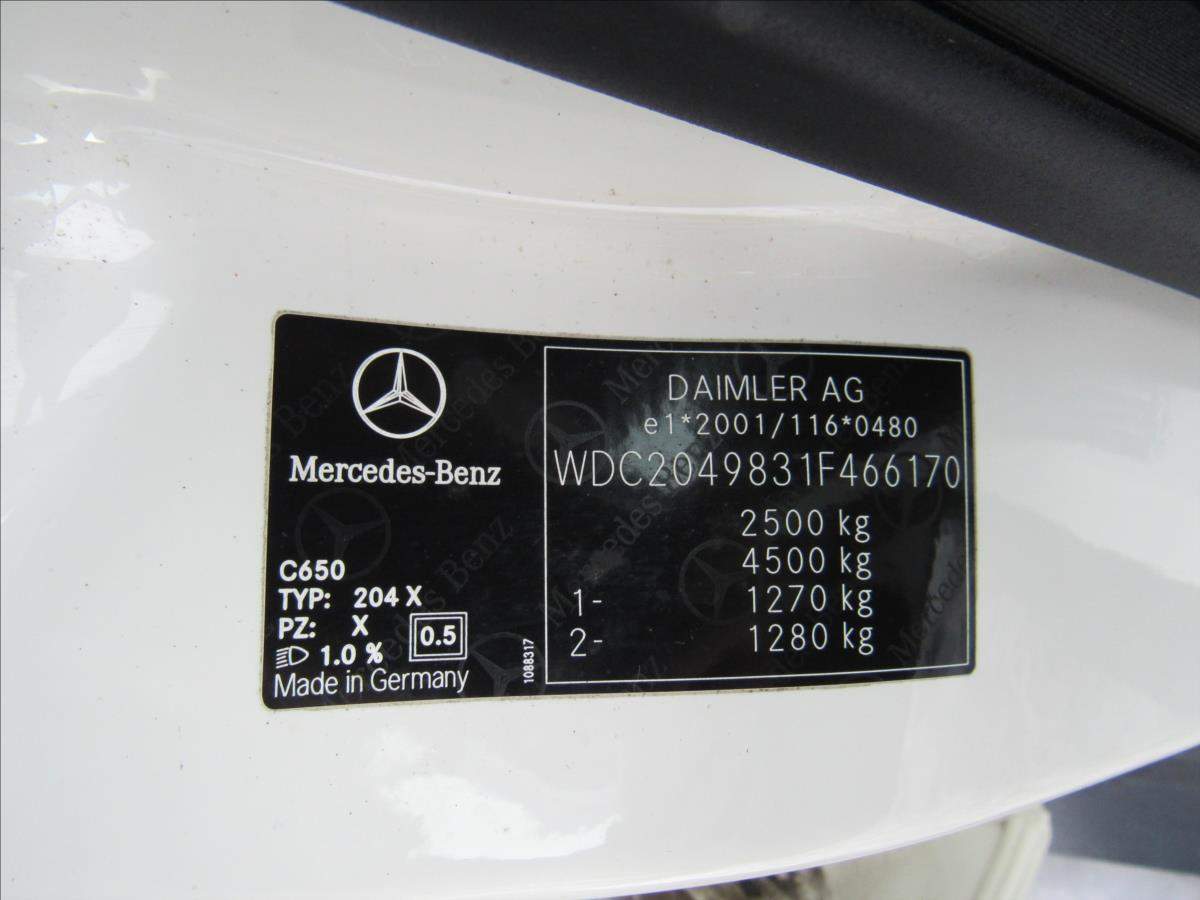 Mercedes-Benz
C650
TYP: 204 X
PZ: X
1.0 %
0.5
Made in Germany
1088317
DAIMLER AG
e1*2001/116*0480
WDC2049831F466170
2500 kg
4500 kg
1- 1270 kg
2- 1280 kg